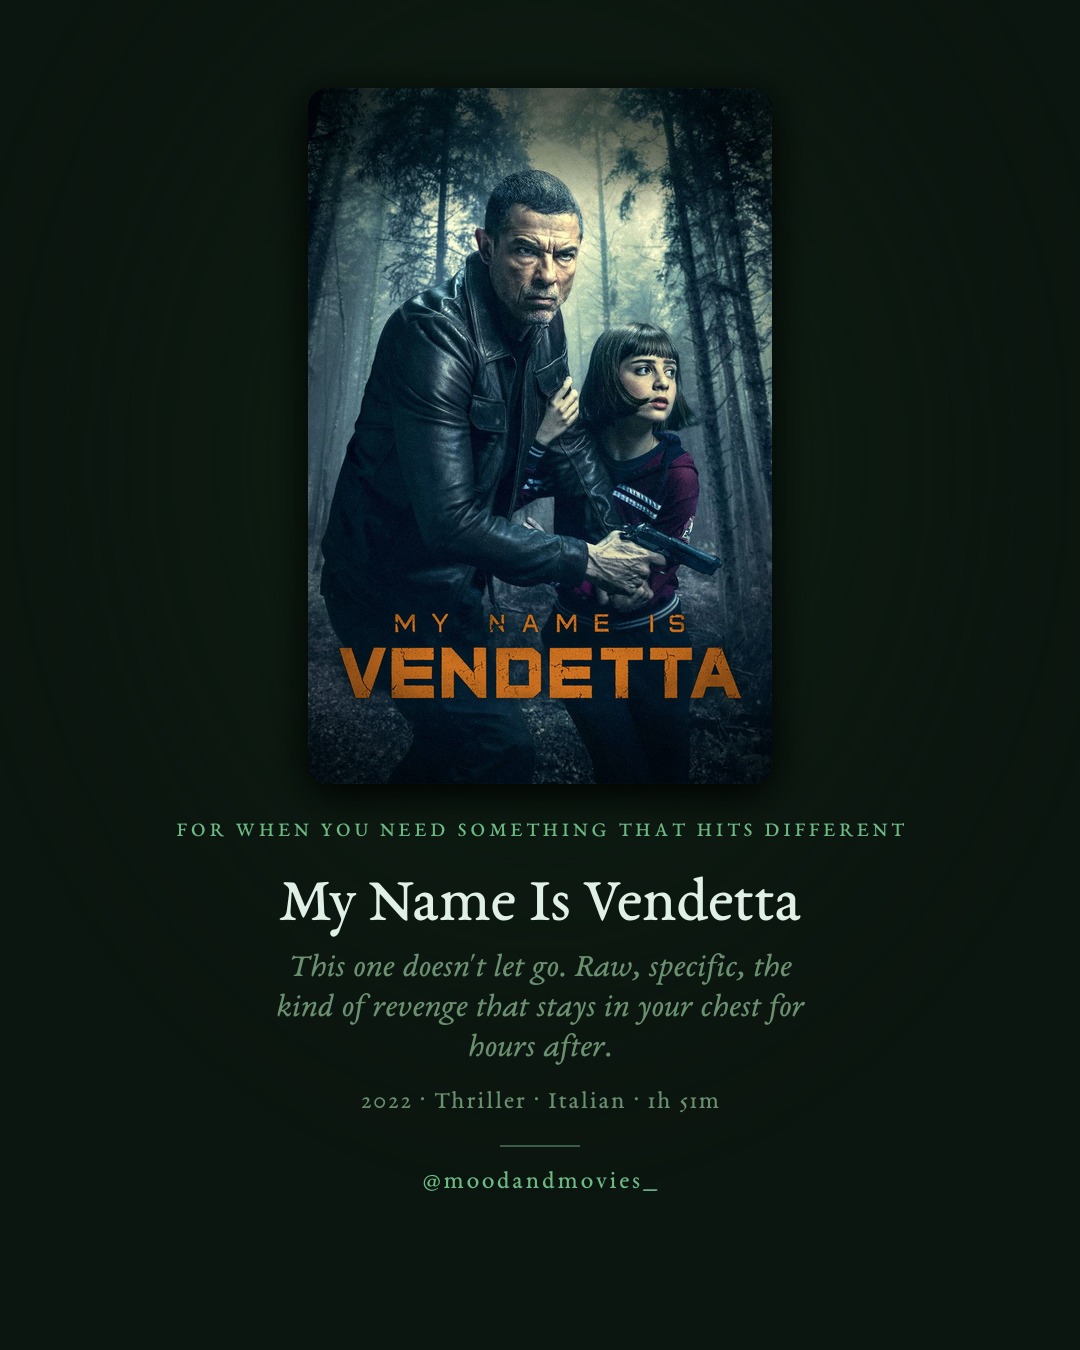 MY NAME IS
VENDETTA
FOR WHEN YOU NEED SOMETHING THAT HITS DIFFERENT
My Name Is Vendetta
This one doesn't let go. Raw, specific, the
kind of revenge that stays in your chest for
hours after.
2022 · Thriller · Italian · 1h 51m
@moodandmovies_